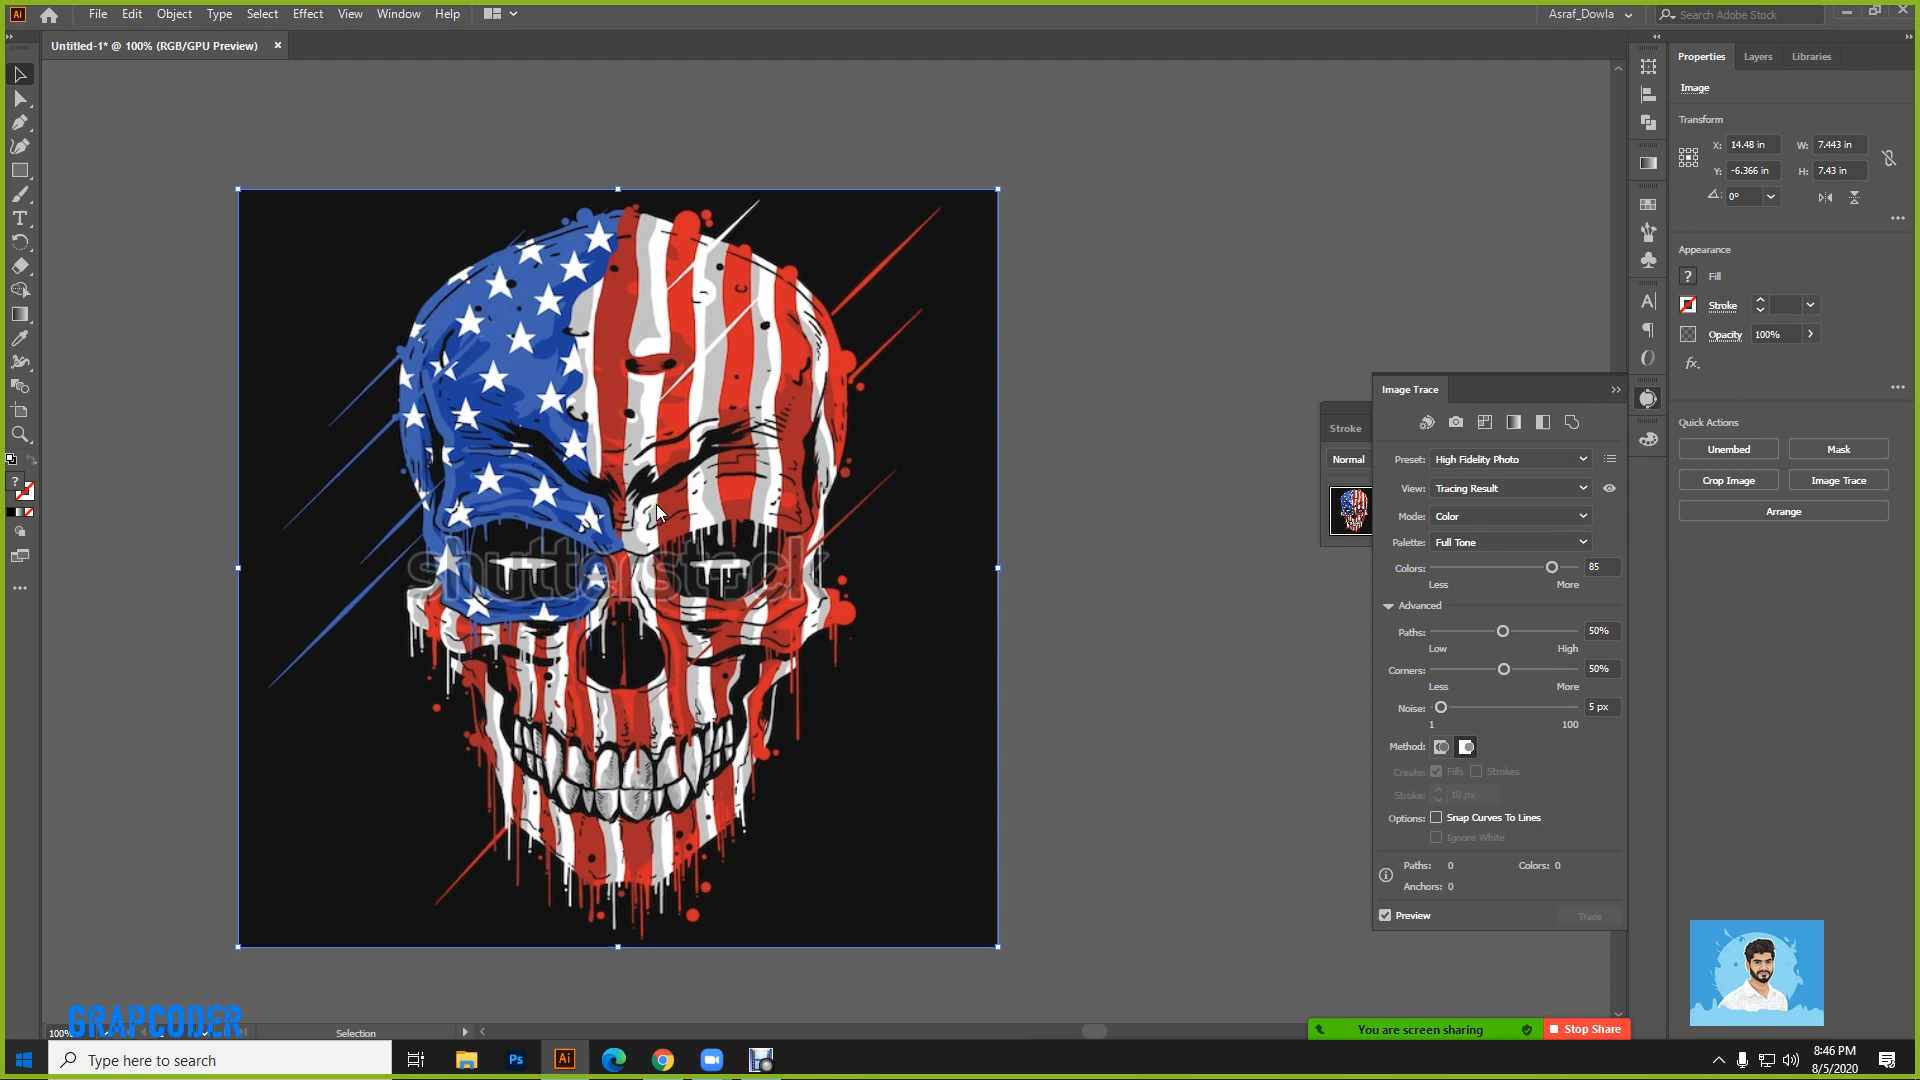 File Edit Object Type Select Effect View Window Help
Asraf_Dowla
Search Adobe Stock
Untitled-1* @ 100% (RGB/GPU Preview)
Properties Layers Libraries
Image
Transform
X: 14.48 in W: 7.443 in
Y: -6.366 in H: 7.43 in
0°
Appearance
Fill
Stroke
Opacity 100%
fx.
Quick Actions
Unembed Mask
Crop Image Image Trace
Arrange
Stroke
Normal
Image Trace
Preset: High Fidelity Photo
View: Tracing Result
Mode: Color
Palette: Full Tone
Colors: 85
Less More
Advanced
Paths: 50%
Low High
Corners: 50%
Less More
Noise: 5 px
1 100
Method:
Create: Fills Strokes
Stroke: 10 px
Options: Snap Curves To Lines
Ignore White
Paths: 0 Colors: 0
Anchors: 0
Preview Trace
shutterstock
GRAPCODER
100%
Selection
You are screen sharing Stop Share
Type here to search
Ps Ai
8:46 PM
8/5/2020